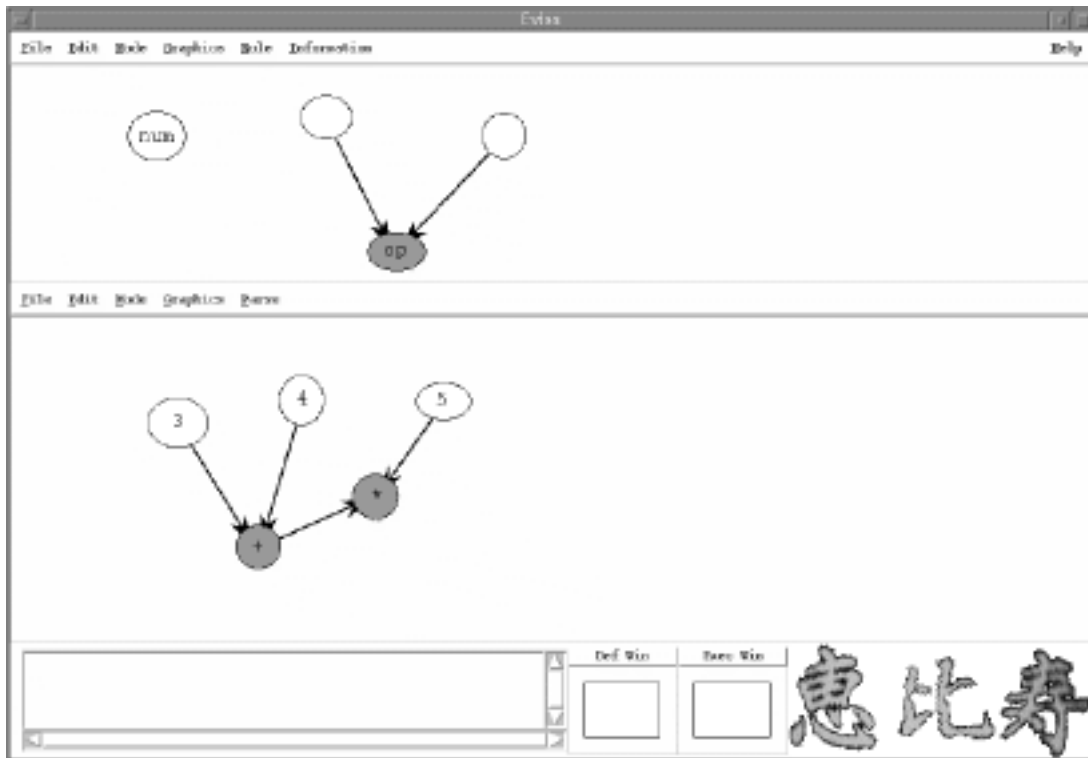 Eviss
File Edit Mode Graphics Rule Information Help
num
op
File Edit Mode Graphics Parse
3 4 5
*
+
Def Win Exec Win
恵比寿